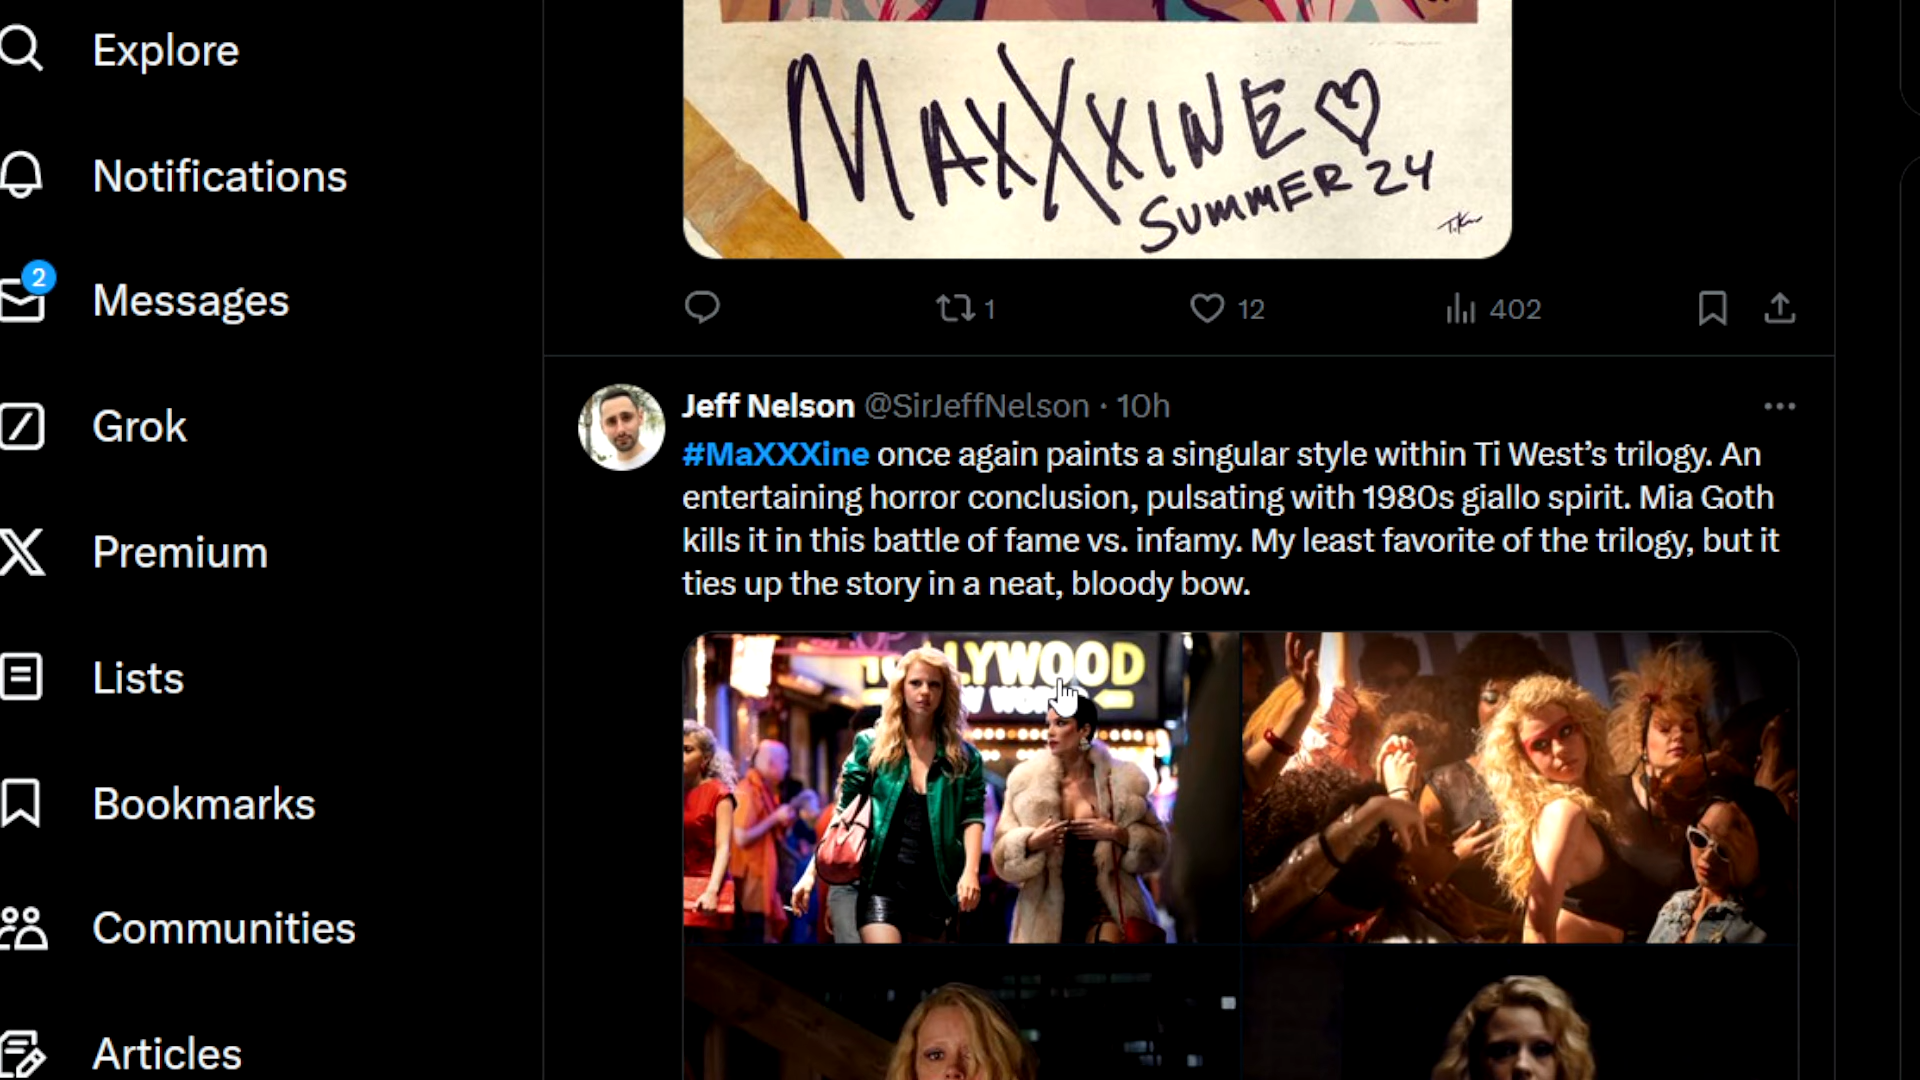 Explore
Notifications
2
Messages
Grok
Premium
Lists
Bookmarks
Communities
Articles
MAXXXINE
SUMMER 24
1
12
402
Jeff Nelson @SirJeffNelson · 10h
#MaXXXine once again paints a singular style within Ti West’s trilogy. An
entertaining horror conclusion, pulsating with 1980s giallo spirit. Mia Goth
kills it in this battle of fame vs. infamy. My least favorite of the trilogy, but it
ties up the story in a neat, bloody bow.
LYWOOD